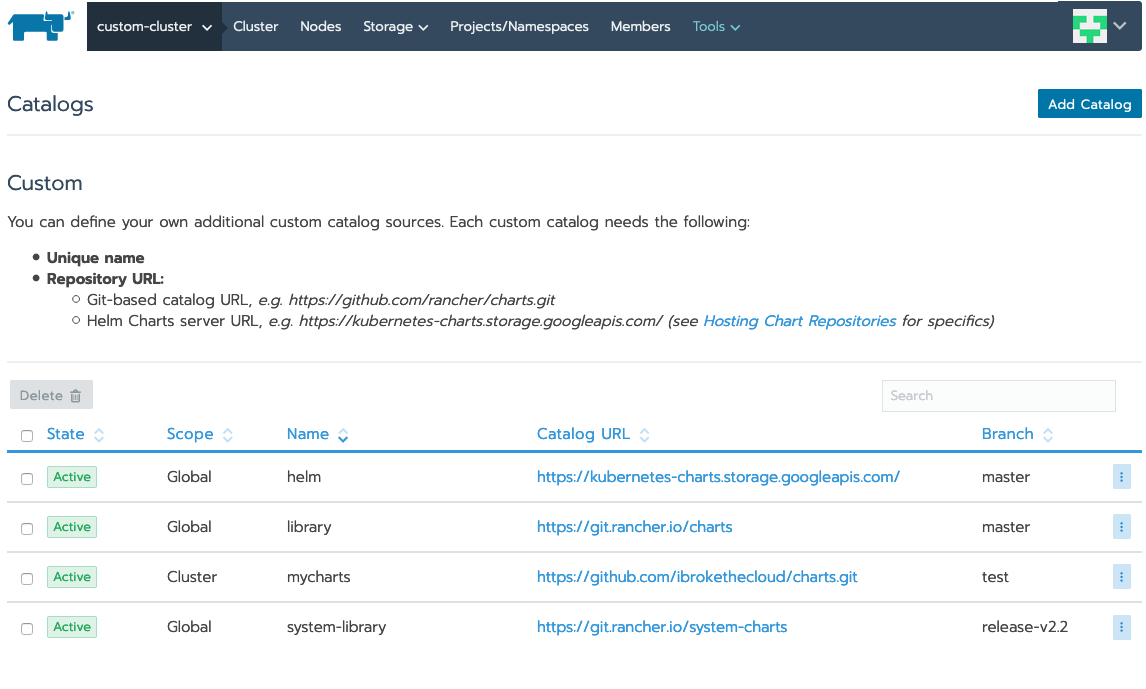 custom-cluster Cluster Nodes Storage Projects/Namespaces Members Tools
Catalogs Add Catalog
Custom
You can define your own additional custom catalog sources. Each custom catalog needs the following:
Unique name
Repository URL:
Git-based catalog URL, e.g. https://github.com/rancher/charts.git
Helm Charts server URL, e.g. https://kubernetes-charts.storage.googleapis.com/ (see Hosting Chart Repositories for specifics)
Delete Search
State Scope Name Catalog URL Branch
Active Global helm https://kubernetes-charts.storage.googleapis.com/ master
Active Global library https://git.rancher.io/charts master
Active Cluster mycharts https://github.com/ibrokethecloud/charts.git test
Active Global system-library https://git.rancher.io/system-charts release-v2.2